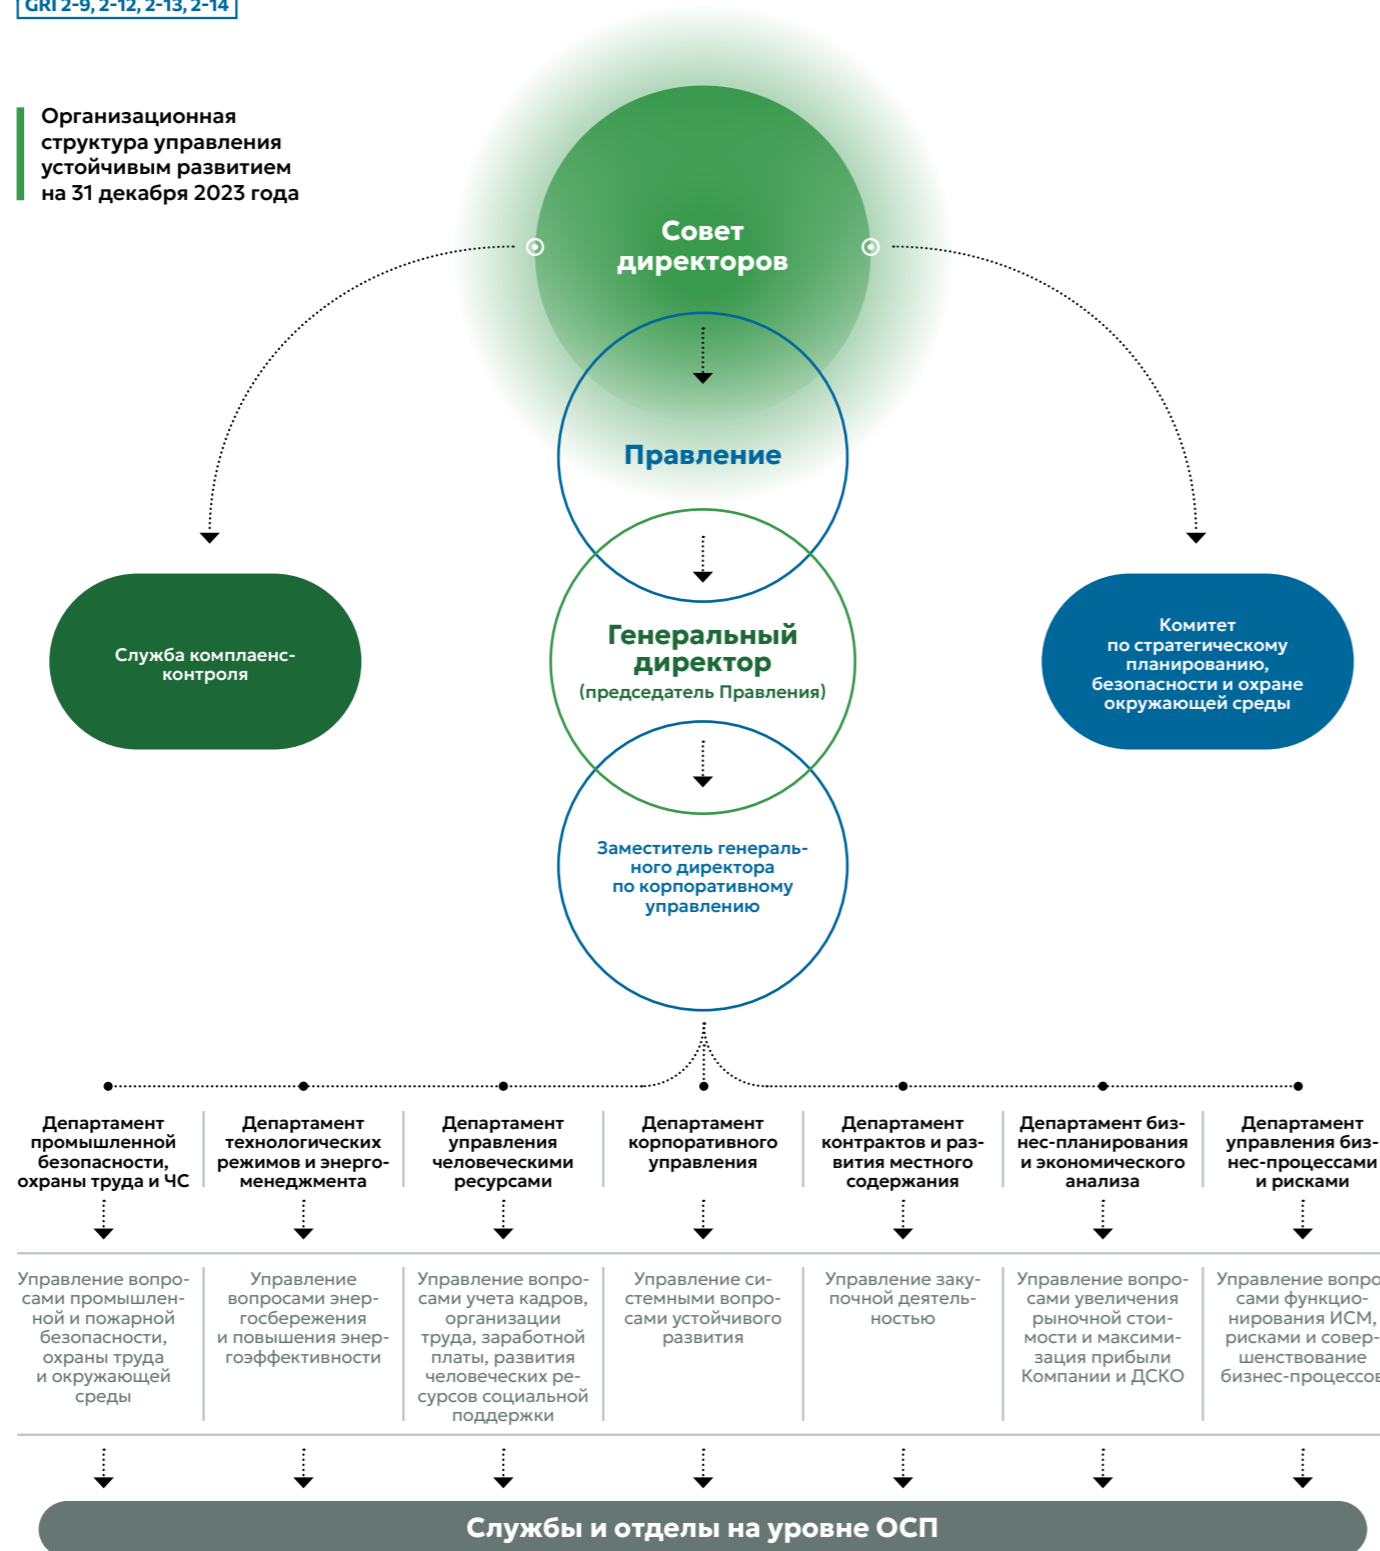 GRI 2-9, 2-12, 2-13, 2-14
Организационная
структура управления
устойчивым развитием
на 31 декабря 2023 года
Совет
директоров
Правление
Генеральный
директор
(председатель Правления)
Служба комплаенс-
контроля
Комитет
по стратегическому
планированию,
безопасности и охране
окружающей среды
Заместитель генераль-
ного директора
по корпоративному
управлению
Департамент
промышленной
безопасности,
охраны труда и ЧС
Департамент
технологических
режимов и энерго-
менеджмента
Департамент
управления
человеческими
ресурсами
Департамент
корпоративного
управления
Департамент
контрактов и раз-
вития местного
содержания
Департамент биз-
нес-планирования
и экономического
анализа
Департамент
управления биз-
нес-процессами
и рисками
Управление вопро-
сами промышлен-
ной и пожарной
безопасности,
охраны труда
и окружающей
среды
Управление
вопросами энер-
госбережения
и повышения энер-
гоэффективности
Управление вопро-
сами учета кадров,
организации
труда, заработной
платы, развития
человеческих ре-
сурсов социальной
поддержки
Управление си-
стемными вопро-
сами устойчивого
развития
Управление заку-
почной деятель-
ностью
Управление вопро-
сами увеличения
рыночной стои-
мости и максими-
зация прибыли
Компании и ДСКО
Управление вопро
сами функцио-
нирования ИСМ,
рисками и совер-
шенствование
бизнес-процессов
Службы и отделы на уровне ОСП